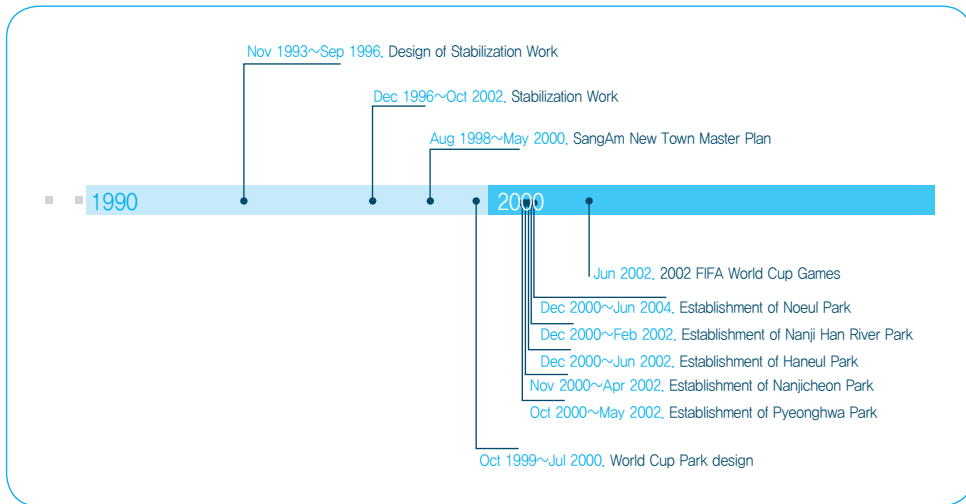 Nov 1993~Sep 1996, Design of Stabilization Work
Dec 1996~Oct 2002, Stabilization Work
Aug 1998~May 2000, SangAm New Town Master Plan
1990
2000
Jun 2002, 2002 FIFA World Cup Games
Dec 2000~Jun 2004, Establishment of Noeul Park
Dec 2000~Feb 2002, Establishment of Nanji Han River Park
Dec 2000~Jun 2002, Establishment of Haneul Park
Nov 2000~Apr 2002, Establishment of Nanjicheon Park
Oct 2000~May 2002, Establishment of Pyeonghwa Park
Oct 1999~Jul 2000, World Cup Park design